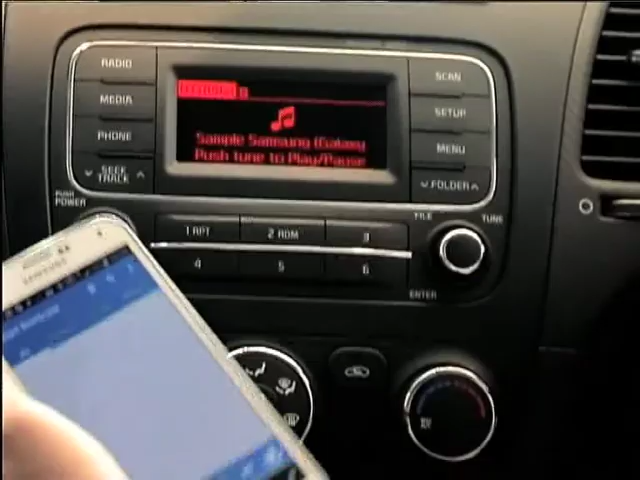 RADIO
MEDIA
PHONE
SEEK
TRACK
PUSH
POWER
Sample Samsung (Galaxy
Push tune to Play/Pause
SCAN
SETUP
MENU
FOLDER
FILE
TUNE
1 RPT
2 RDM
3
4
5
6
ENTER
SAMSUNG